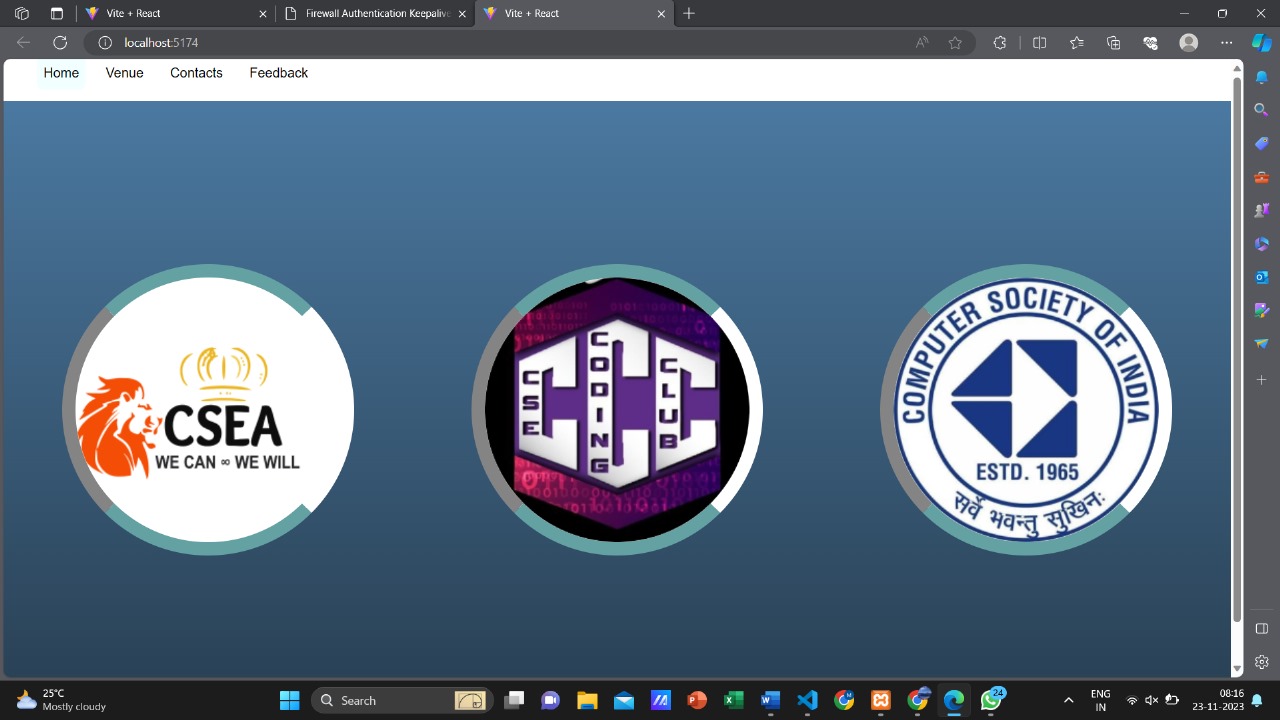 Vite + React
Firewall Authentication Keepalive
Vite + React
localhost:5174
Home
Venue
Contacts
Feedback
CSEA
WE CAN ∞ WE WILL
CSE
CODING
CLUB
COMPUTER SOCIETY OF INDIA
ESTD. 1965
सर्वे भवन्तु सुखिनः
25°C
Mostly cloudy
Search
24
ENG
IN
08:16
23-11-2023